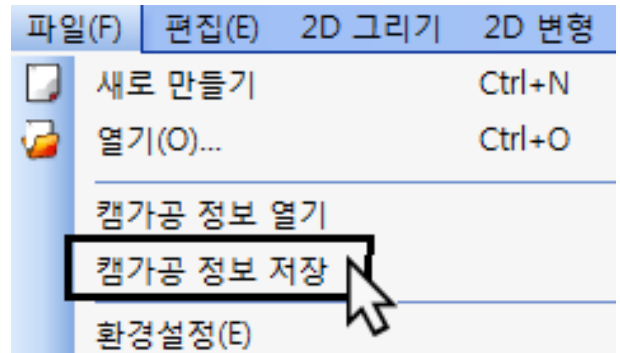 파일(F) 편집(E) 2D 그리기 2D 변형
새로 만들기 Ctrl+N
열기(O)... Ctrl+O
캠가공 정보 열기
캠가공 정보 저장
환경설정(E)